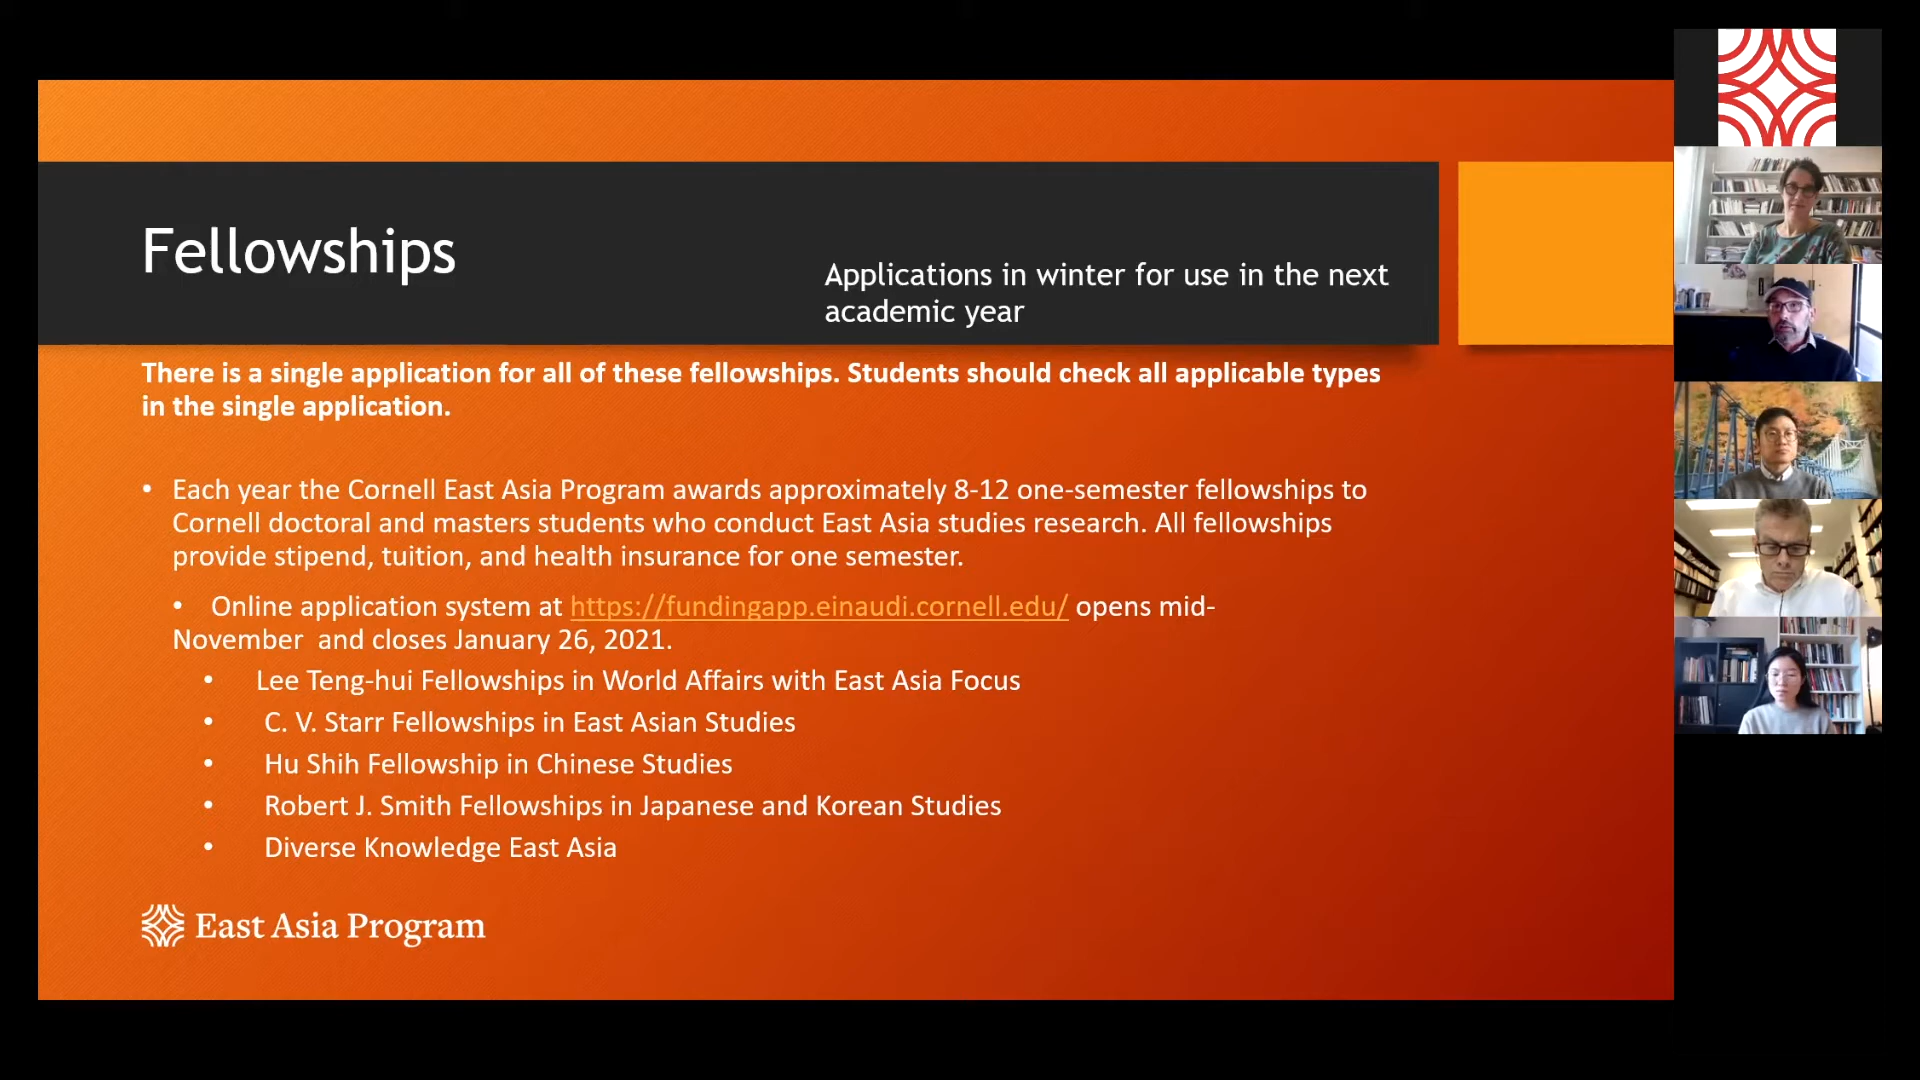 Fellowships
Applications in winter for use in the next
academic year
There is a single application for all of these fellowships. Students should check all applicable types
in the single application.
• Each year the Cornell East Asia Program awards approximately 8-12 one-semester fellowships to
Cornell doctoral and masters students who conduct East Asia studies research. All fellowships
provide stipend, tuition, and health insurance for one semester.
• Online application system at https://fundingapp.einaudi.cornell.edu/ opens mid-
November and closes January 26, 2021.
• Lee Teng-hui Fellowships in World Affairs with East Asia Focus
• C. V. Starr Fellowships in East Asian Studies
• Hu Shih Fellowship in Chinese Studies
• Robert J. Smith Fellowships in Japanese and Korean Studies
• Diverse Knowledge East Asia
East Asia Program